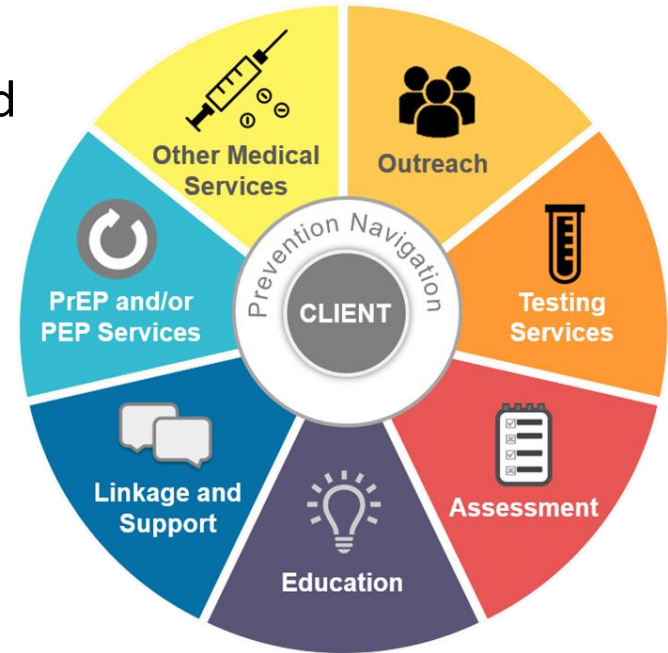 d
Other Medical
Services
Outreach
Testing
Services
Assessment
Education
Linkage and
Support
PrEP and/or
PEP Services
Prevention Navigation
CLIENT